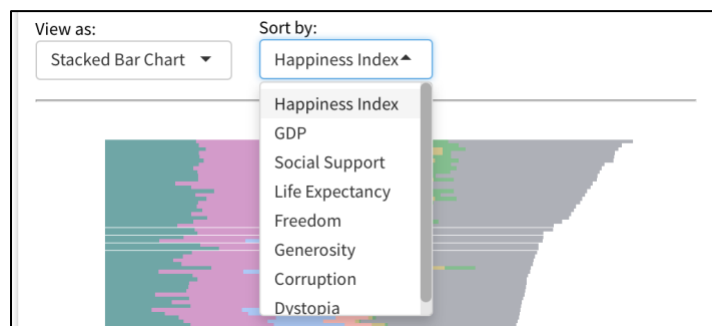 View as:
Sort by:
Stacked Bar Chart
Happiness Index
Happiness Index
GDP
Social Support
Life Expectancy
Freedom
Generosity
Corruption
Dystopia